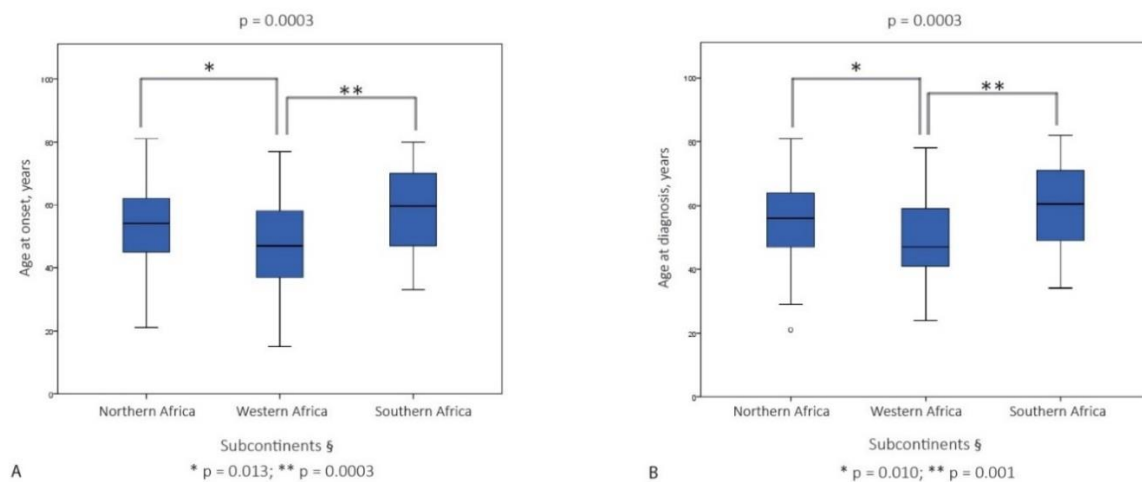 p = 0.0003
*
**
Age at onset, years
100
80
60
40
20
0
Northern Africa Western Africa Southern Africa
Subcontinents §
* p = 0.013; ** p = 0.0003
A
p = 0.0003
*
**
Age at diagnosis, years
100
80
60
40
20
0
Northern Africa Western Africa Southern Africa
Subcontinents §
* p = 0.010; ** p = 0.001
B